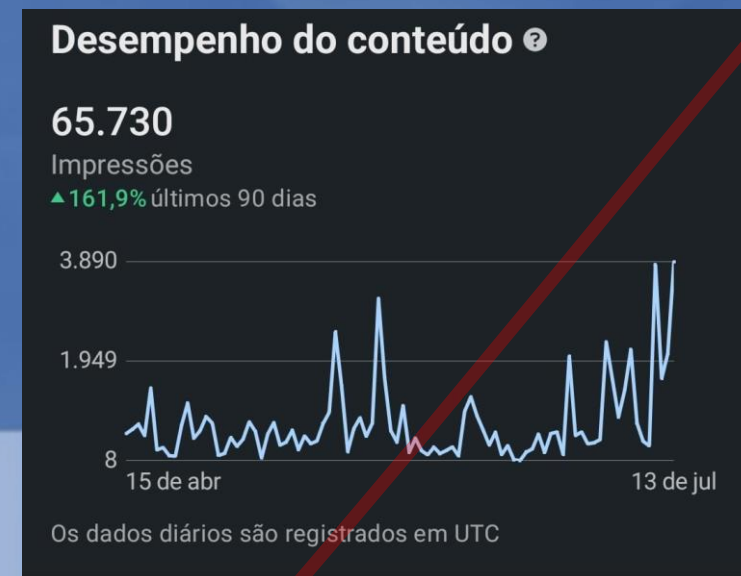 Desempenho do conteúdo ?
65.730
Impressões
▲161,9% últimos 90 dias
3.890
1.949
8
15 de abr 13 de jul
Os dados diários são registrados em UTC